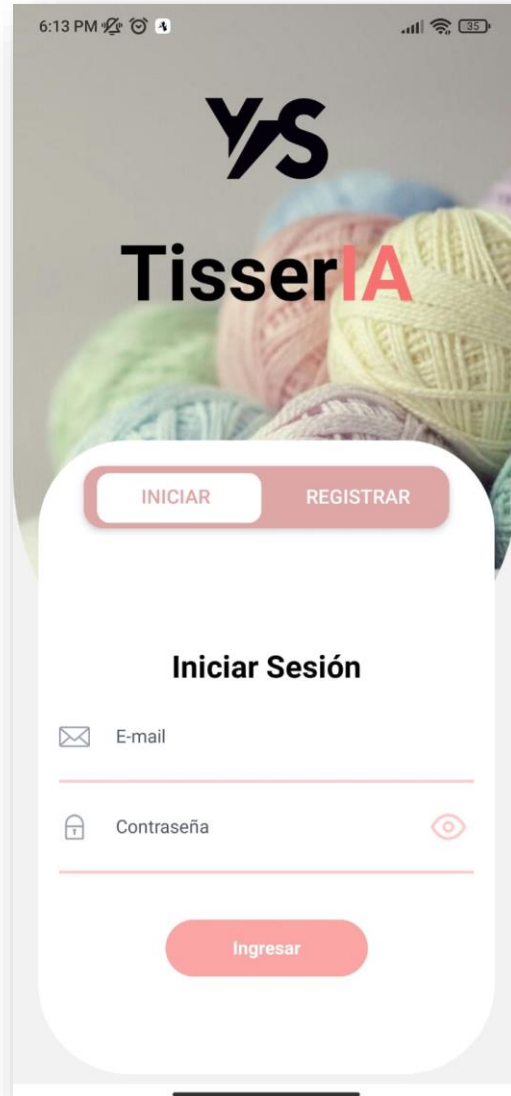 6:13 PM
35
YS
TisserIA
INICIAR REGISTRAR
Iniciar Sesión
E-mail
Contraseña
Ingresar